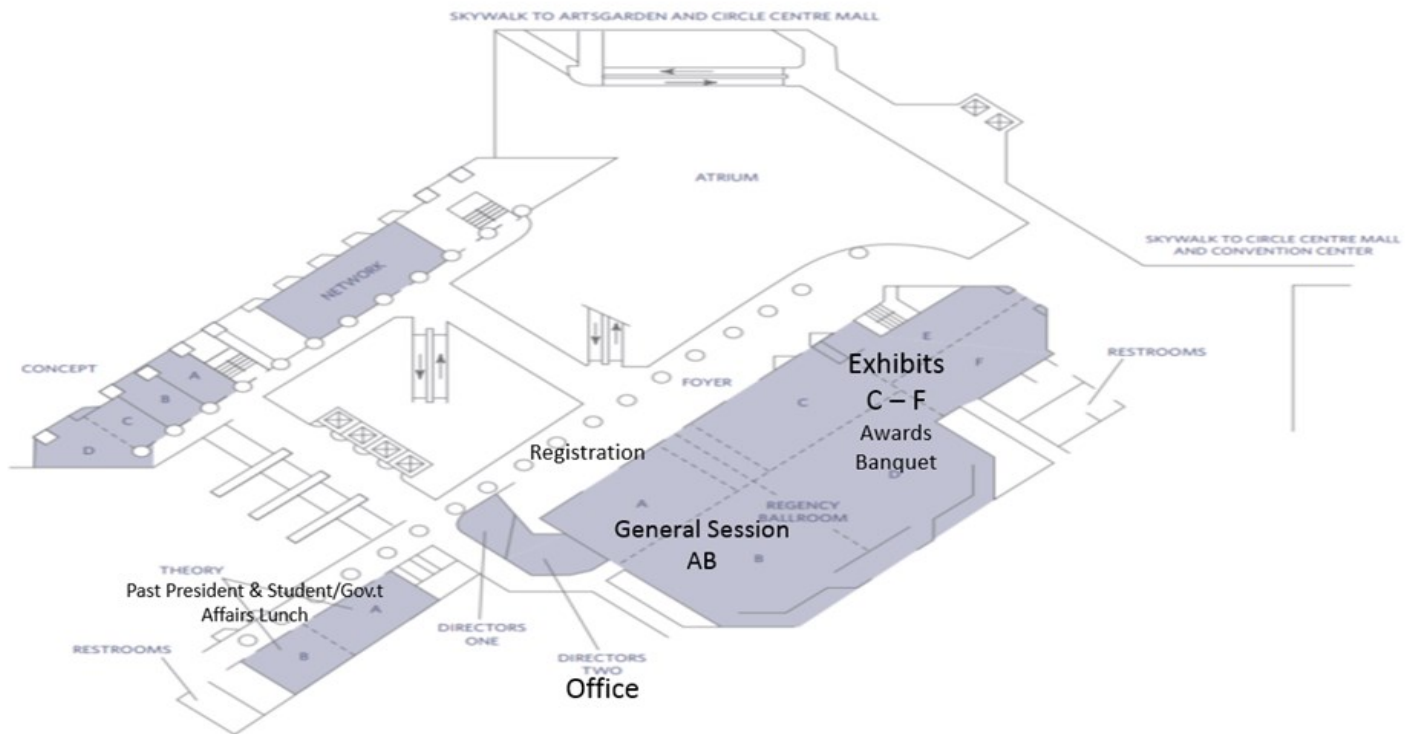 SKYWALK TO ARTSGARDEN AND CIRCLE CENTRE MALL
ATRIUM
SKYWALK TO CIRCLE CENTRE MALL
AND CONVENTION CENTER
NETWORK
CONCEPT
A
B
C
D
FOYER
RESTROOMS
E
F
Exhibits
C – F
Awards
Banquet
C
D
Registration
A
REGENCY
BALLROOM
General Session
AB
B
THEORY
Past President & Student/Gov.t
Affairs Lunch
A
B
RESTROOMS
DIRECTORS
ONE
DIRECTORS
TWO
Office